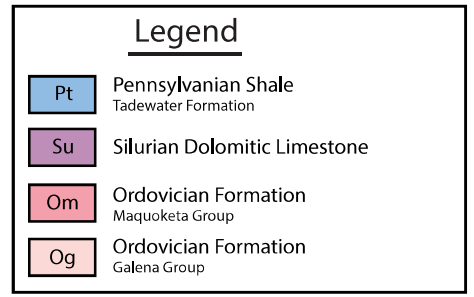 Legend
Pt Pennsylvanian Shale
Tadewater Formation
Su Silurian Dolomitic Limestone
Om Ordovician Formation
Maquoketa Group
Og Ordovician Formation
Galena Group